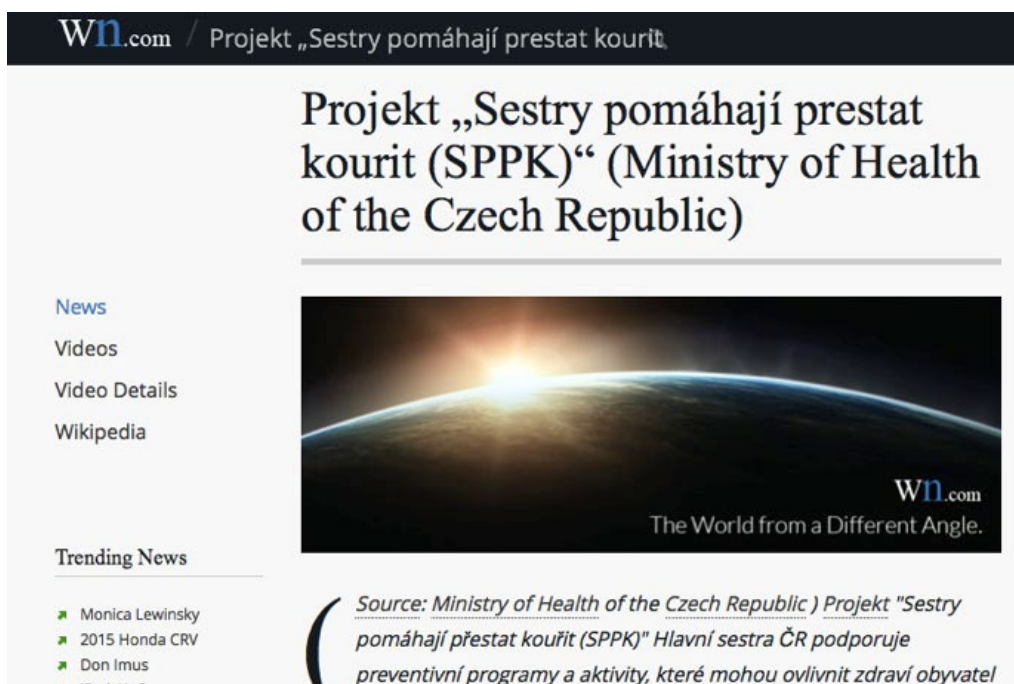 wn.com / Projekt „Sestry pomáhají prestat kourit
Projekt „Sestry pomáhají prestat
kourit (SPPK)“ (Ministry of Health
of the Czech Republic)
News
Videos
Video Details
Wikipedia
wn.com
The World from a Different Angle.
Trending News
Monica Lewinsky
2015 Honda CRV
Don Imus
( Source: Ministry of Health of the Czech Republic ) Projekt "Sestry
pomáhají přestat kouřit (SPPK)" Hlavní sestra ČR podporuje
preventivní programy a aktivity, které mohou ovlivnit zdraví obyvatel